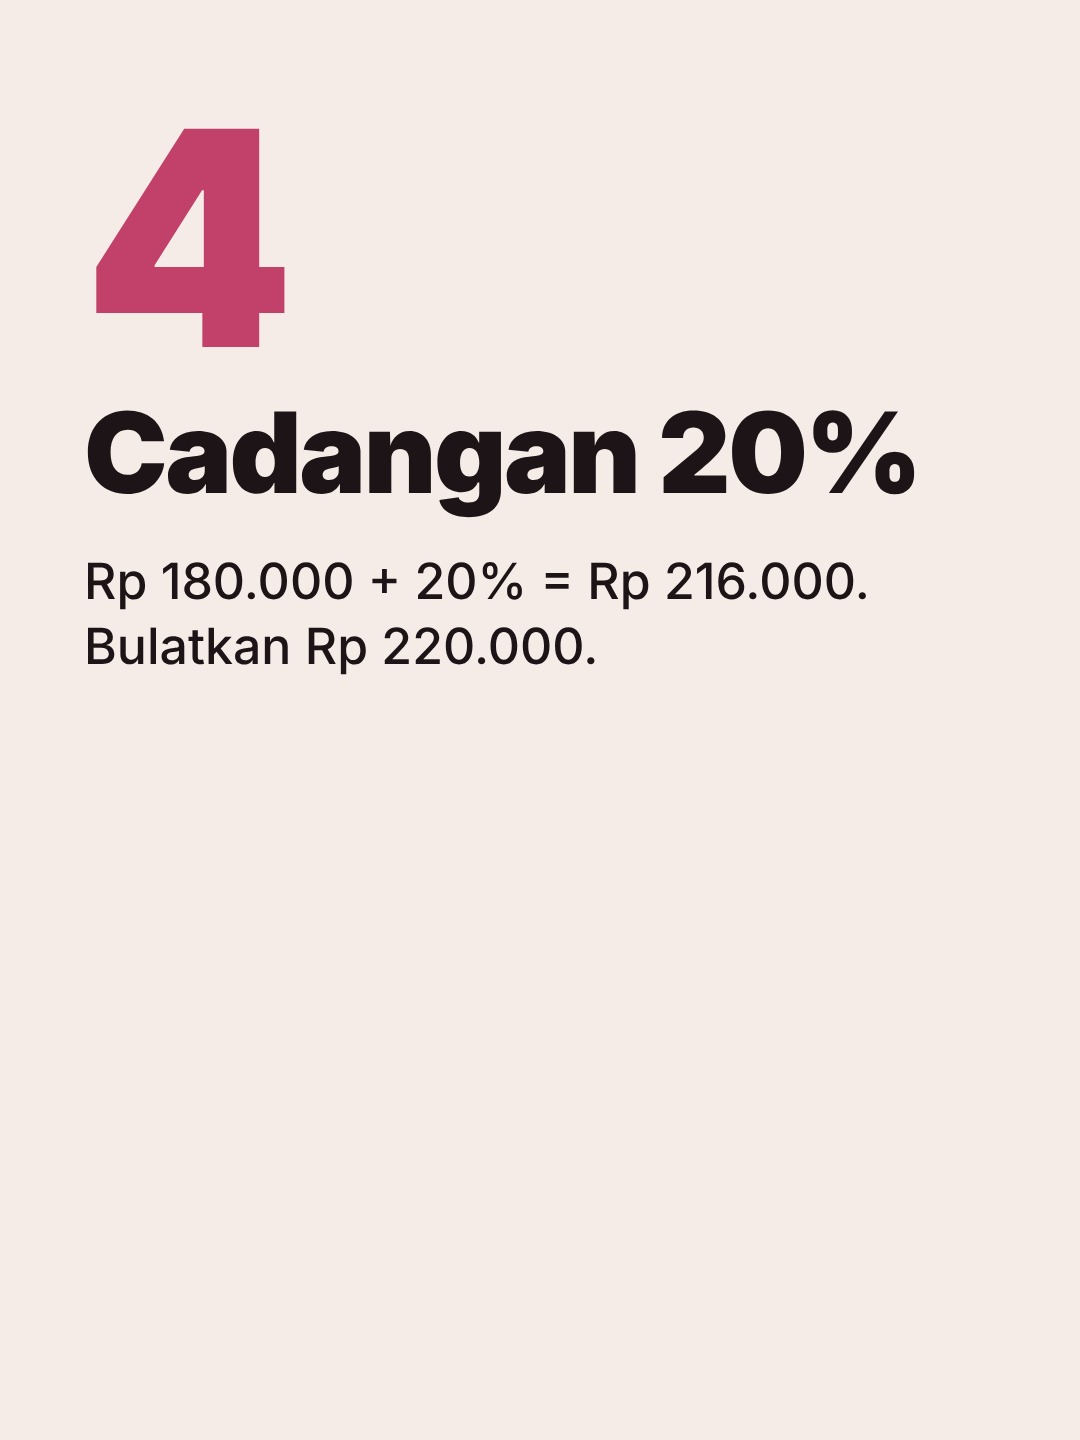 4
Cadangan 20%
Rp 180.000 + 20% = Rp 216.000.
Bulatkan Rp 220.000.